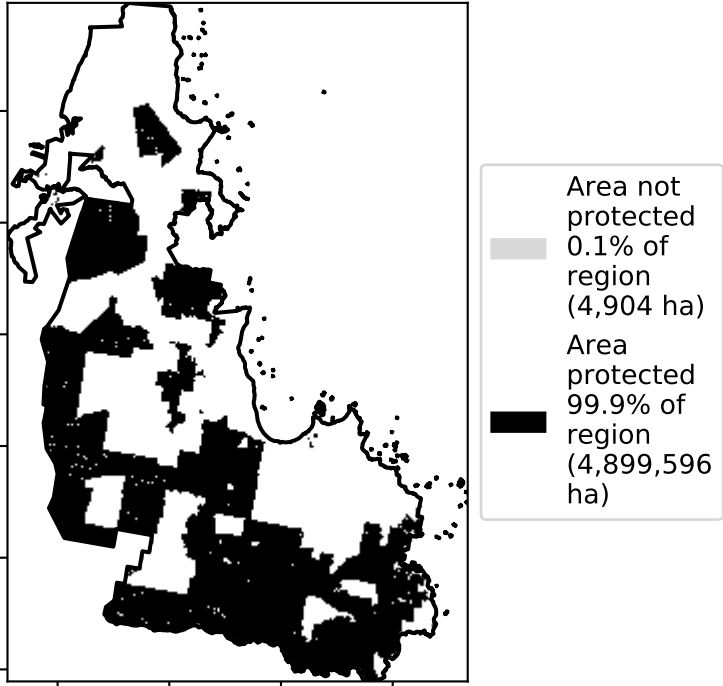 Area not
protected
0.1% of
region
(4,904 ha)
Area
protected
99.9% of
region
(4,899,596
ha)